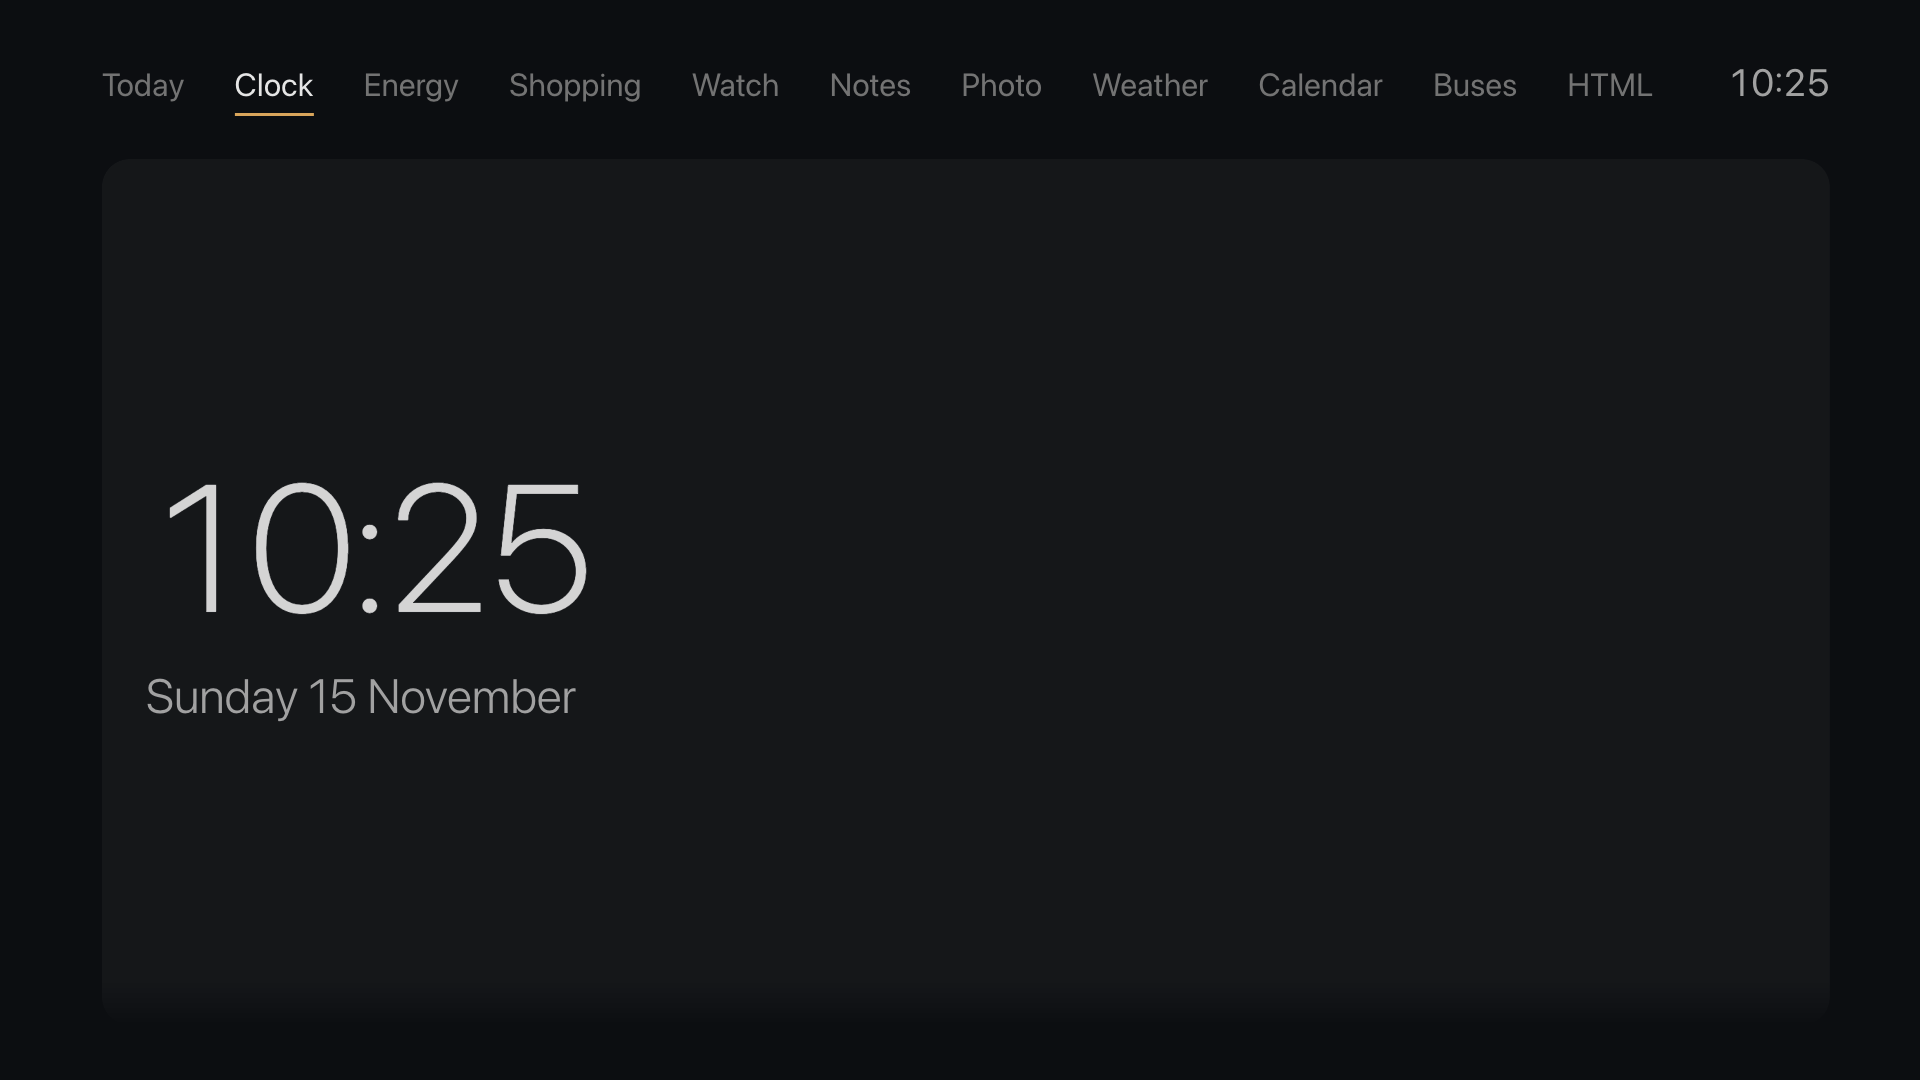 Today Clock Energy Shopping Watch Notes Photo Weather Calendar Buses HTML 10:25
10:25
Sunday 15 November